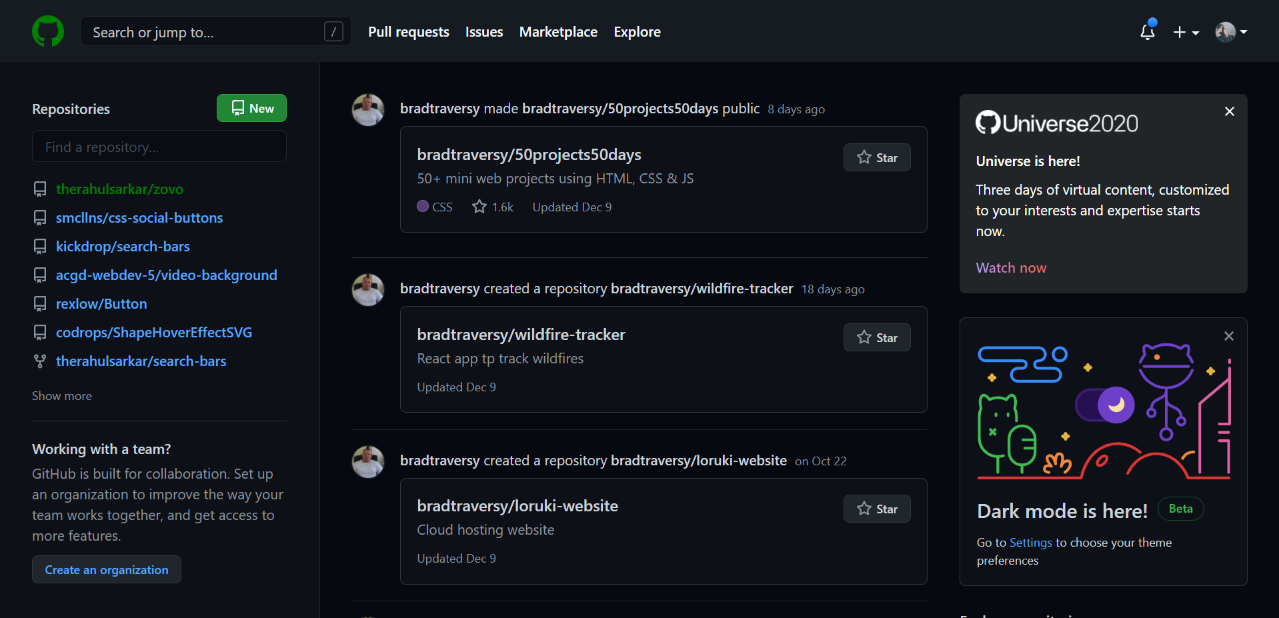 Search or jump to... /
Pull requests
Issues
Marketplace
Explore
Repositories
New
Find a repository...
therahulsarkar/zovo
smcllns/css-social-buttons
kickdrop/search-bars
acgd-webdev-5/video-background
rexlow/Button
codrops/ShapeHoverEffectSVG
therahulsarkar/search-bars
Show more
Working with a team?
GitHub is built for collaboration. Set up
an organization to improve the way your
team works together, and get access to
more features.
Create an organization
bradtraversy made bradtraversy/50projects50days public 8 days ago
bradtraversy/50projects50days
Star
50+ mini web projects using HTML, CSS & JS
CSS 1.6k Updated Dec 9
bradtraversy created a repository bradtraversy/wildfire-tracker 18 days ago
bradtraversy/wildfire-tracker
Star
React app tp track wildfires
Updated Dec 9
bradtraversy created a repository bradtraversy/loruki-website on Oct 22
bradtraversy/loruki-website
Star
Cloud hosting website
Updated Dec 9
Universe2020
Universe is here!
Three days of virtual content, customized
to your interests and expertise starts
now.
Watch now
Dark mode is here! Beta
Go to Settings to choose your theme
preferences